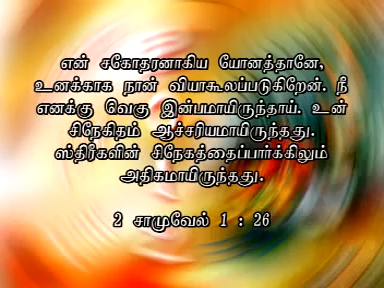 என் சகோதரனாகிய யோனத்தானே,
உனக்காக நான் வியாகூலப்படுகிறேன். நீ
எனக்கு வெகு இன்பமாயிருந்தாய். உன்
சிநேகிதம் ஆச்சரியமாயிருந்தது.
ஸ்திரீகளின் சிநேகத்தைப்பார்க்கிலும்
அதிகமாயிருந்தது.
2 சாமுவேல் 1 : 26